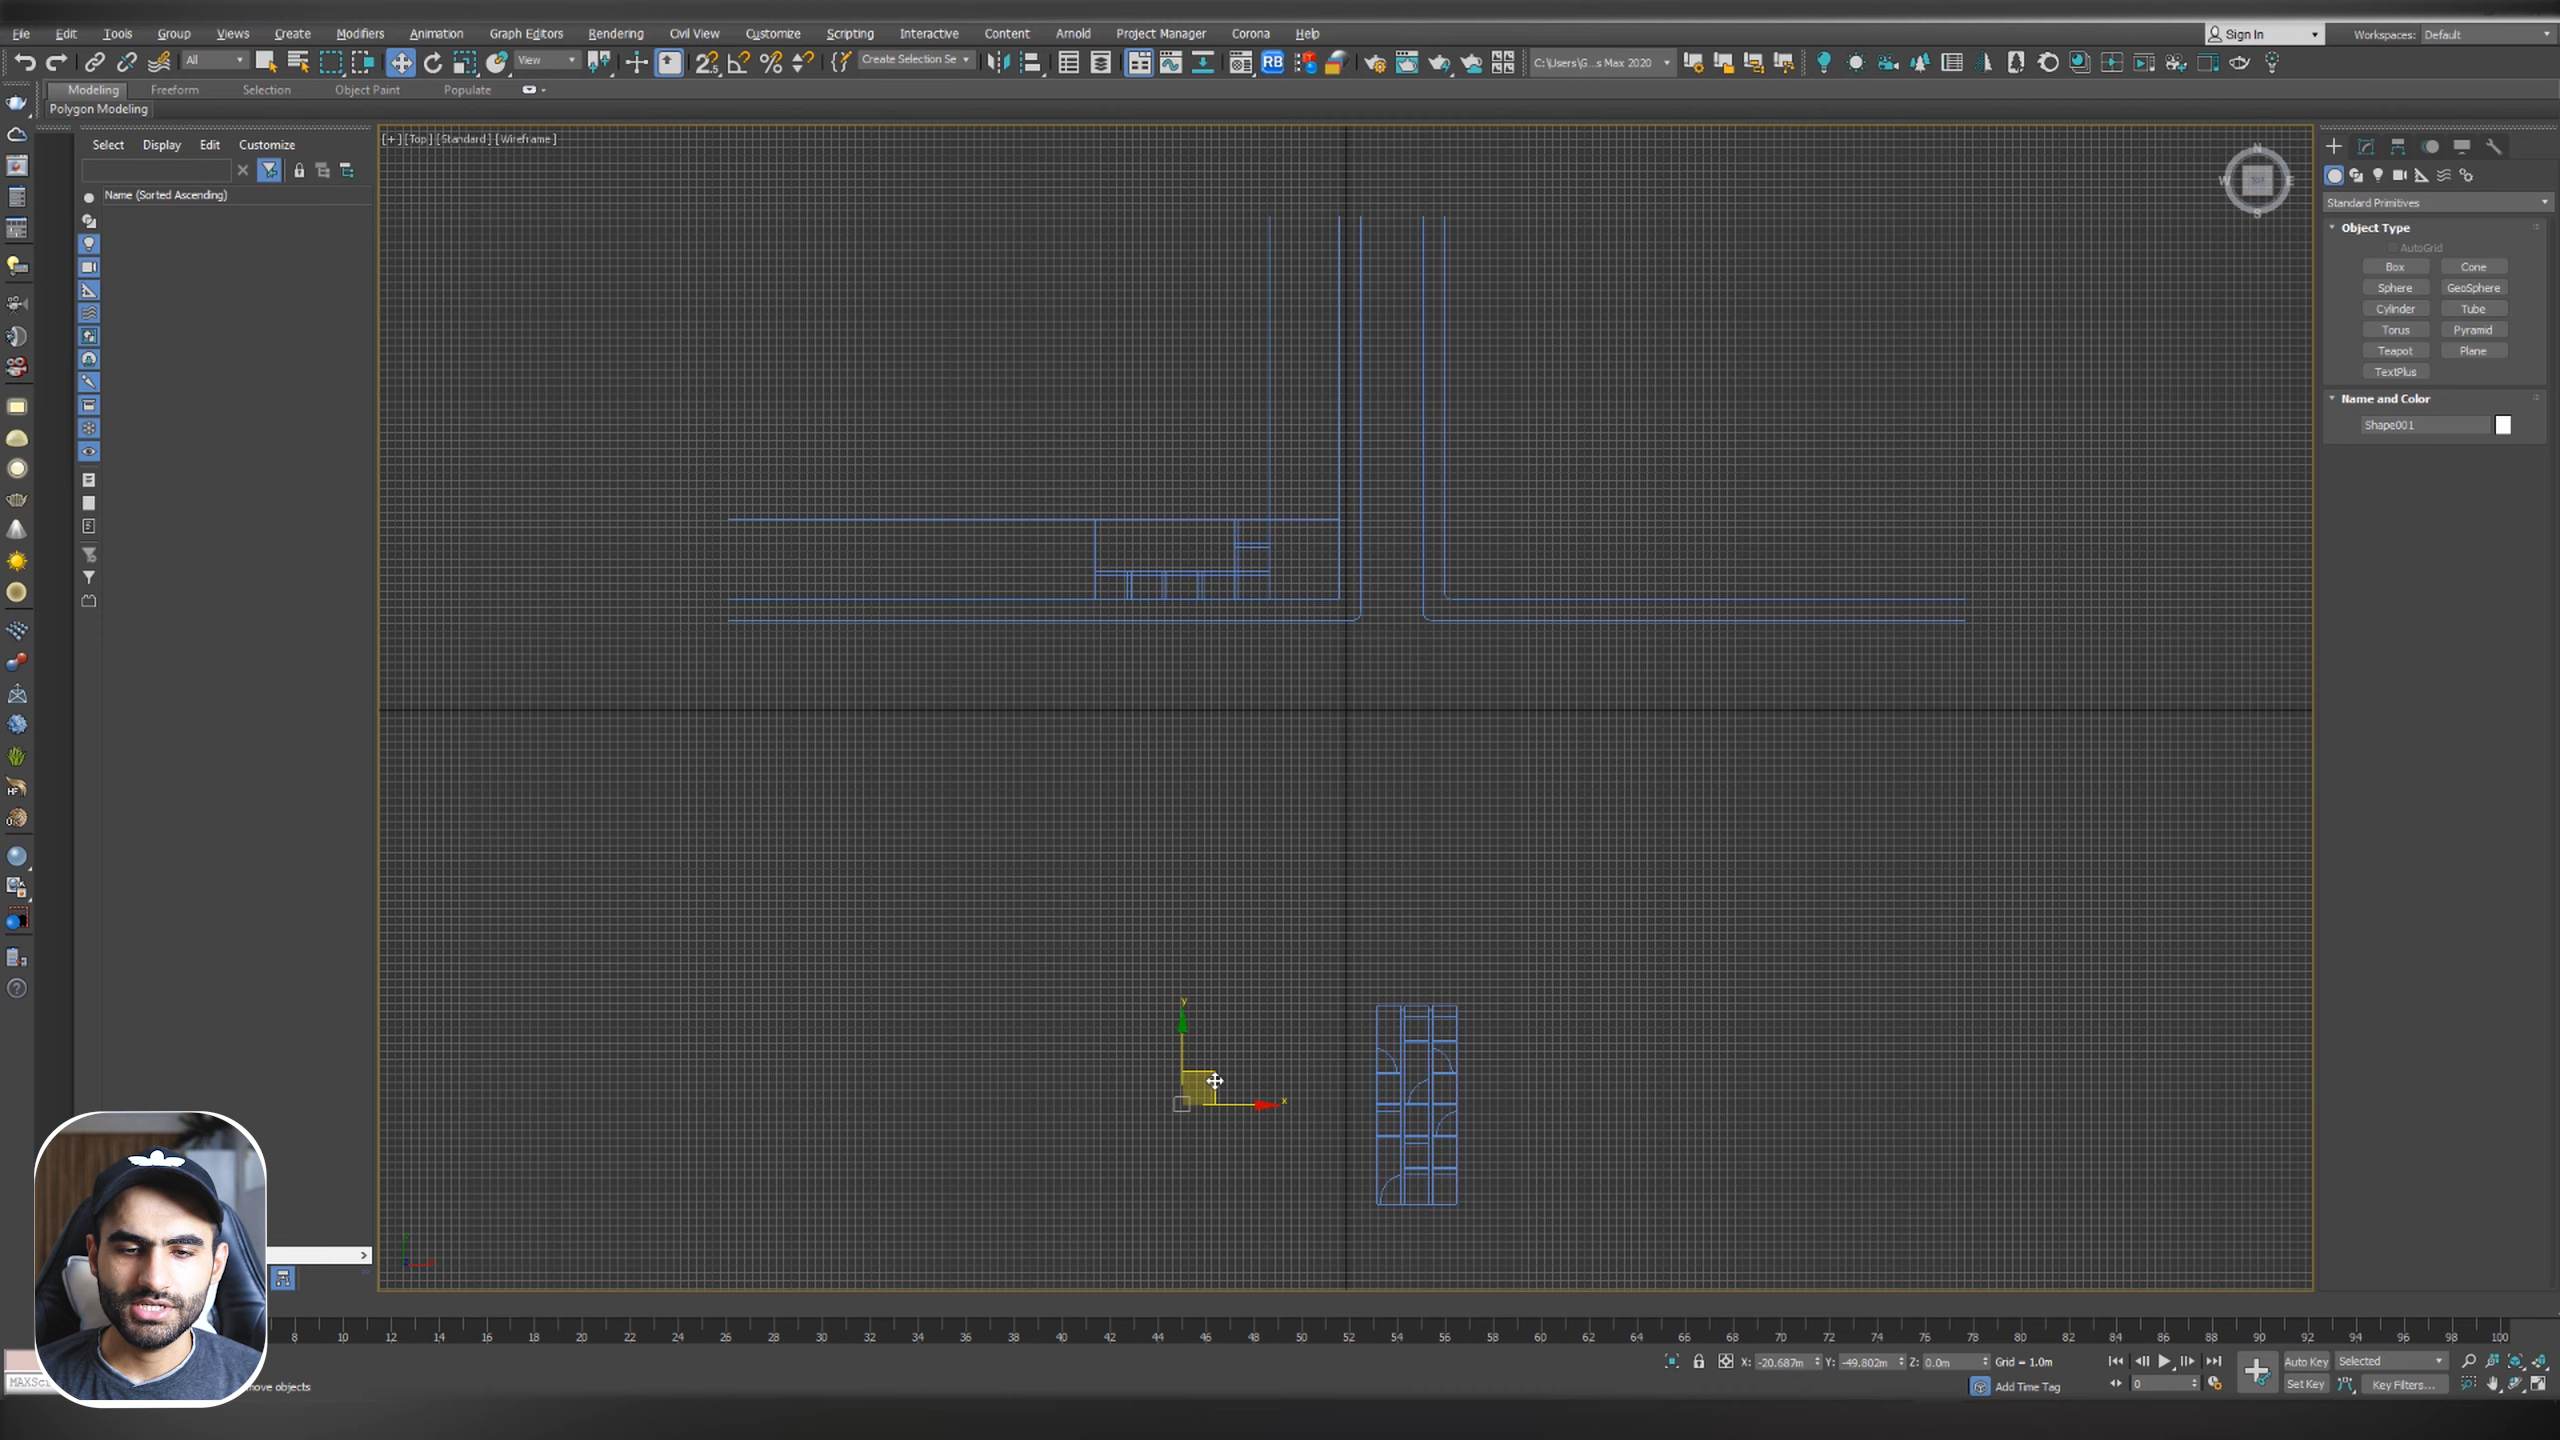 File Edit Tools Group Views Create Modifiers Animation Graph Editors Rendering Civil View Customize Scripting Interactive Content Arnold Project Manager Corona Help Sign In Workspaces: Default
All View Create Selection Se RB C:\Users\G...s Max 2020
Modeling Freeform Selection Object Paint Populate
Polygon Modeling
[+] [Top] [Standard] [Wireframe]
Select Display Edit Customize
Name (Sorted Ascending)
N
W E
S
Standard Primitives
Object Type
AutoGrid
Box Cone
Sphere GeoSphere
Cylinder Tube
Torus Pyramid
Teapot Plane
TextPlus
Name and Color
Shape001
y
x
8 10 12 14 16 18 20 22 24 26 28 30 32 34 36 38 40 42 44 46 48 50 52 54 56 58 60 62 64 66 68 70 72 74 76 78 80 82 84 86 88 90 92 94 96 98 100
X: -20.687m Y: -49.802m Z: 0.0m Grid = 1.0m Auto Key Selected
MAXSc move objects Add Time Tag 0 Set Key Key Filters...